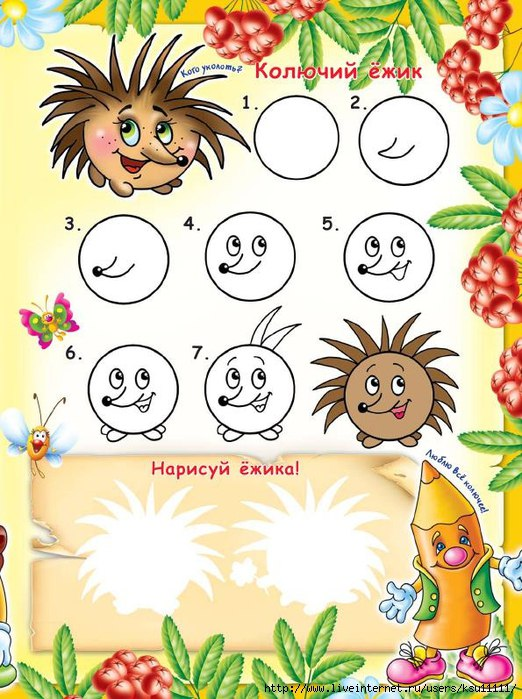 Кого уколоть?
Колючий ёжик
1.
2.
3.
4.
5.
6.
7.
Нарисуй ёжика!
Люблю всё колючее!
http://www.liveinternet.ru/users/ksu11111/